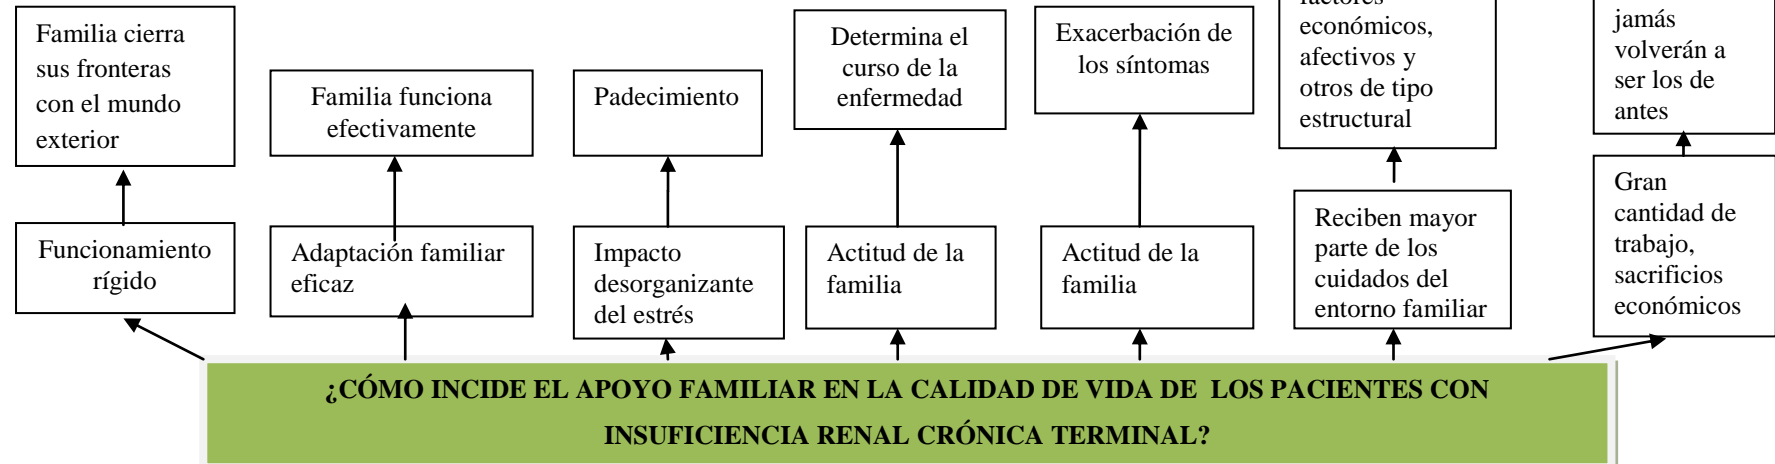 Familia cierra
sus fronteras
con el mundo
exterior
Familia funciona
efectivamente
Padecimiento
Determina el
curso de la
enfermedad
Exacerbación de
los síntomas
económicos,
afectivos y
otros de tipo
estructural
jamás
volverán a
ser los de
antes
Funcionamiento
rígido
Adaptación familiar
eficaz
Impacto
desorganizante
del estrés
Actitud de la
familia
Actitud de la
familia
Reciben mayor
parte de los
cuidados del
entorno familiar
Gran
cantidad de
trabajo,
sacrificios
económicos
¿CÓMO INCIDE EL APOYO FAMILIAR EN LA CALIDAD DE VIDA DE LOS PACIENTES CON
INSUFICIENCIA RENAL CRÓNICA TERMINAL?